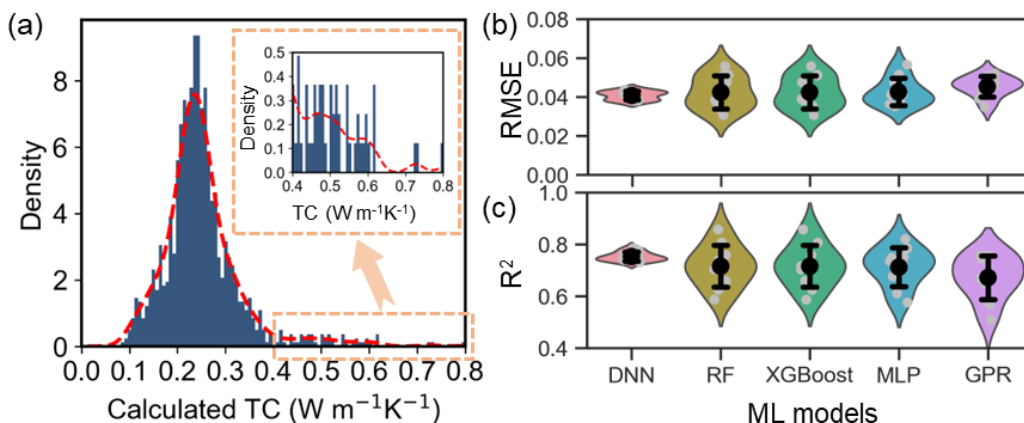 (a)
Density
8
6
4
2
0
0.0 0.1 0.2 0.3 0.4 0.5 0.6 0.7 0.8
Calculated TC (W m⁻¹K⁻¹)
Density
0.5
0.4
0.3
0.2
0.1
0.0
0.4 0.5 0.6 0.7 0.8
TC (W m⁻¹K⁻¹)
(b)
RMSE
0.08
0.06
0.04
0.02
0.00
(c)
R²
1.0
0.8
0.6
0.4
DNN RF XGBoost MLP GPR
ML models